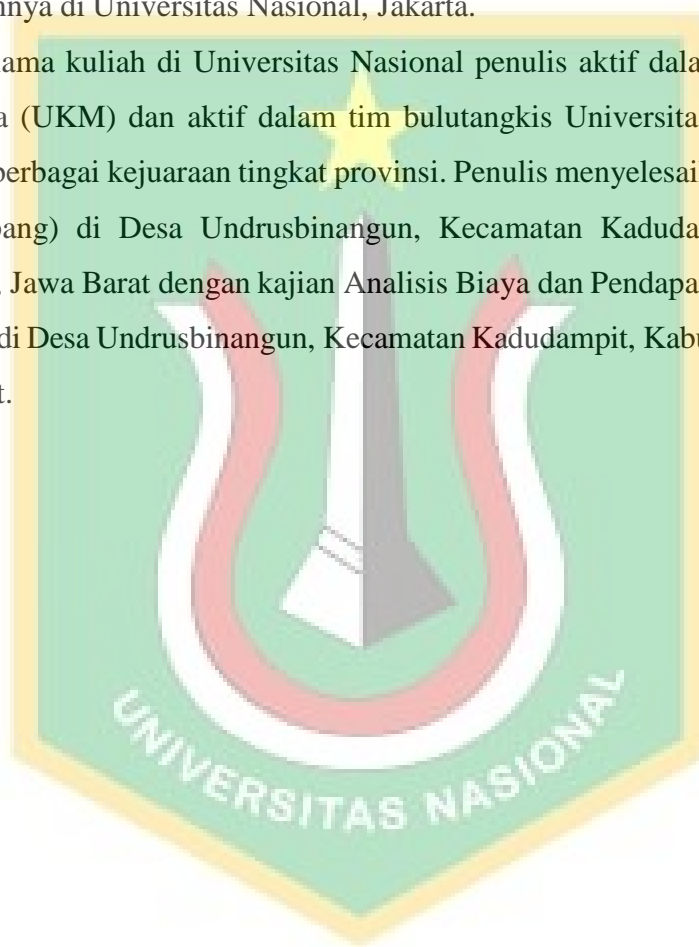 nnya di Universitas Nasional, Jakarta.
lama kuliah di Universitas Nasional penulis aktif dala
a (UKM) dan aktif dalam tim bulutangkis Universita
berbagai kejuaraan tingkat provinsi. Penulis menyelesai
pang) di Desa Undrusbinangun, Kecamatan Kaduda
, Jawa Barat dengan kajian Analisis Biaya dan Pendapa
di Desa Undrusbinangun, Kecamatan Kadudampit, Kabu
t.
UNIVERSITAS NASIONAL